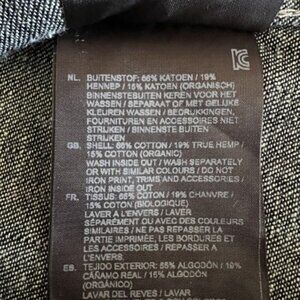 NL. BUITENSTOF: 66% KATOEN / 19%
HENNEP / 15% KATOEN (ORGANISCH)
BINNENSTEBUITEN KEREN VOOR HET
WASSEN / SEPARAAT OF MET GELIJKE
KLEUREN WASSEN / BEDRUKKINGEN,
FOURNITUREN EN ACCESSOIRES NIET
STRIJKEN / BINNENSTE BUITEN
STRIJKEN
GB. SHELL: 66% COTTON / 19% TRUE HEMP /
15% COTTON (ORGANIC)
WASH INSIDE OUT / WASH SEPARATELY
OR WITH SIMILAR COLOURS / DO NOT
IRON PRINT, TRIMS AND ACCESSORIES /
IRON INSIDE OUT
FR. TISSUS: 66% COTON / 19% CHANVRE /
15% COTON (BIOLOGIQUE)
LAVER À L'ENVERS / LAVER
SÉPARÉMENT OU AVEC DES COULEURS
SIMILAIRES / NE PAS REPASSER LA
PARTIE IMPRIMÉE, LES BORDURES ET
LES ACCESSOIRES / REPASSER À
L'ENVERS.
ES. TEJIDO EXTERIOR: 66% ALGODÓN / 19%
CÁÑAMO REAL / 15% ALGODÓN
(ORGÁNICO)
LAVAR DEL REVES / LAVAR